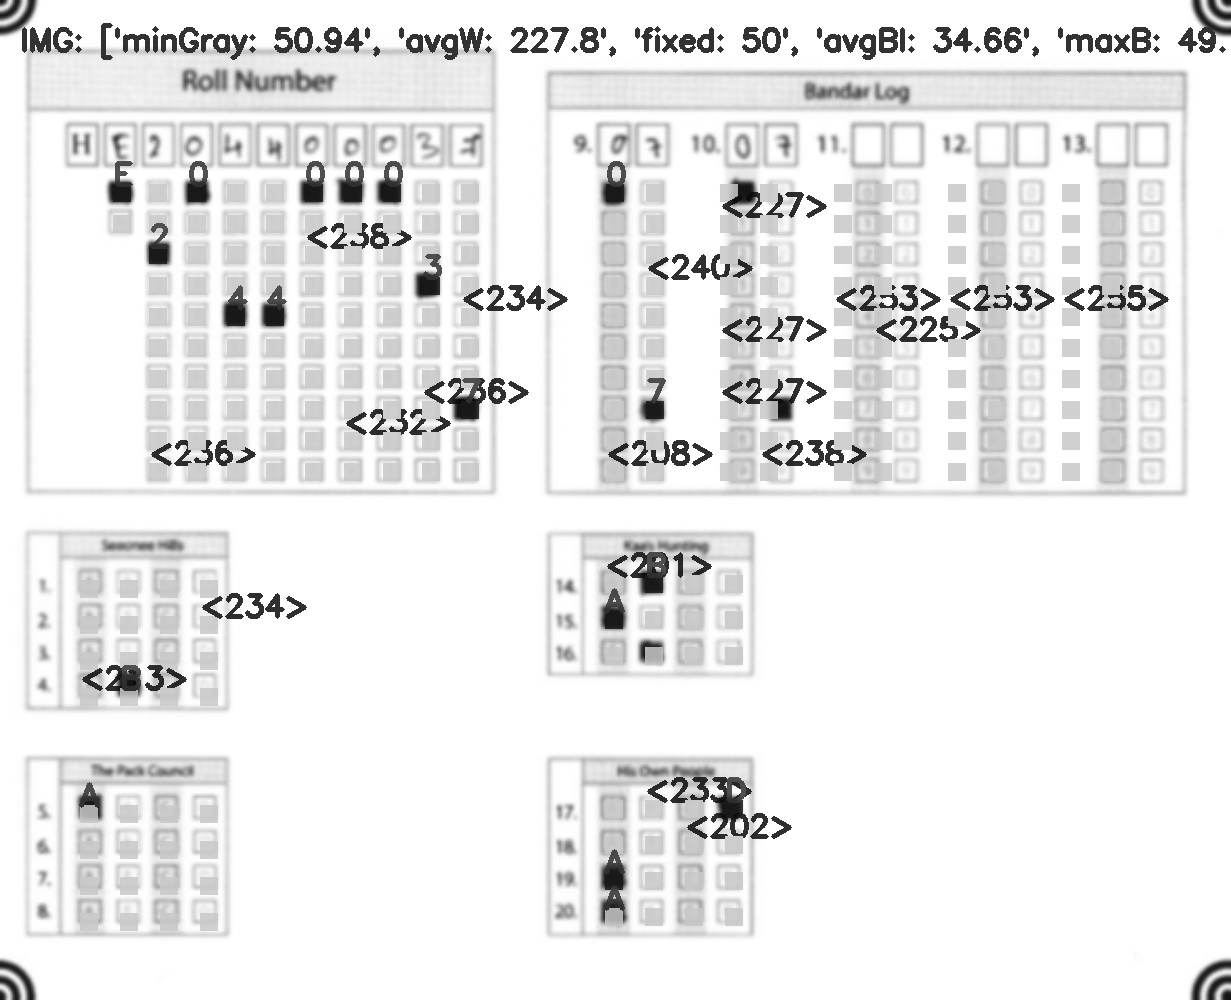 IMG: ['minGray: 50.94', 'avgW: 227.8', 'fixed: 50', 'avgBl: 34.66', 'maxB: 49.
Roll Number
H E 2 0 4 4 0 0 0 3 7
E 0 0 0 0
2
<238>
3
4 4
<234>
<236>
7
<232>
<236>
Bandar Log
9. 0 7 10. 0 7 11. 12. 13.
0
<227>
<240>
<253> <253> <255>
<227> <225>
7 <227>
<208> <238>
Seeonee Hills
1.
2. <234>
3.
4. B
Kaa's Hunting
14. B
15. A
16.
The Pack Council
A
5.
6.
7.
8.
His Own People
<233> D
17.
<202>
18.
A
19.
A
20.